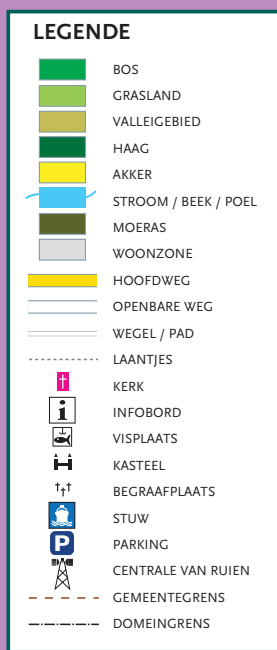 LEGENDE
BOS
GRASLAND
VALLEIGEBIED
HAAG
AKKER
STROOM / BEEK / POEL
MOERAS
WOONZONE
HOOFDWEG
OPENBARE WEG
WEGEL / PAD
LAANTJES
KERK
i INFOBORD
VISPLAATS
KASTEEL
BEGRAAFPLAATS
STUW
P PARKING
CENTRALE VAN RUIEN
GEMEENTEGRENS
DOMEINGRENS